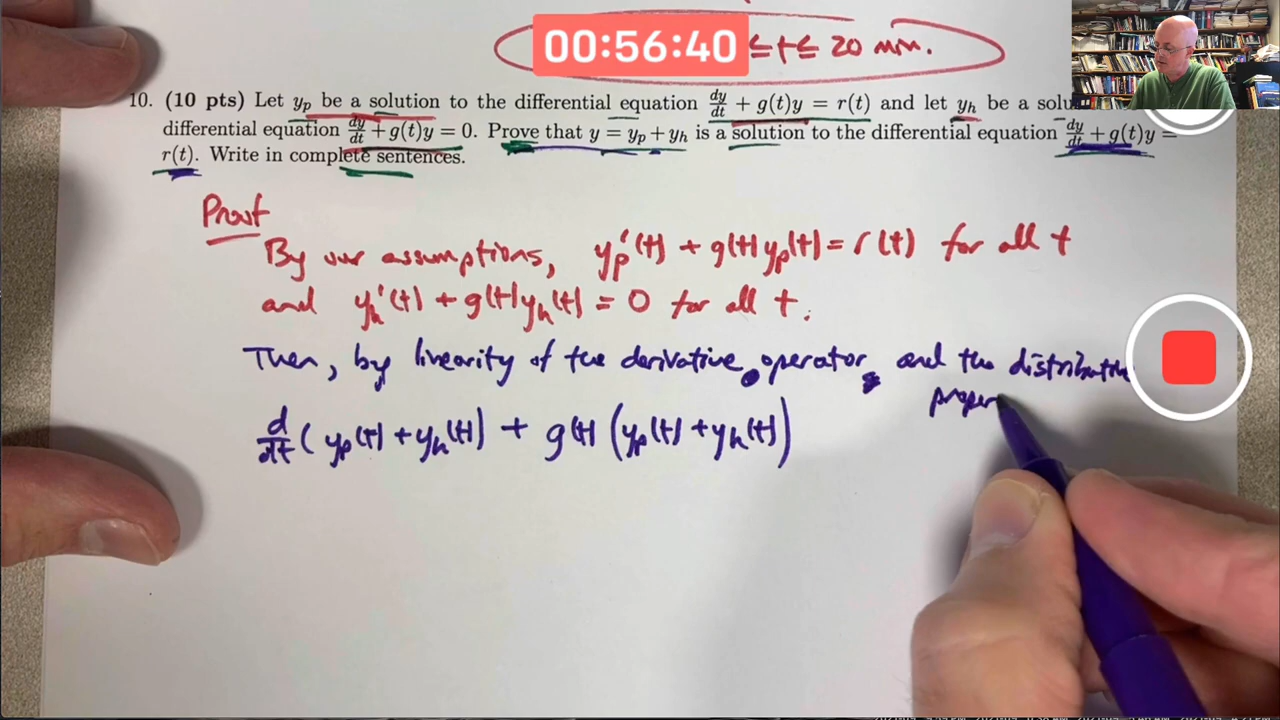 ≤ t ≤ 20 min.
00:56:40
10. (10 pts) Let y_p be a solution to the differential equation dy/dt + g(t)y = r(t) and let y_h be a solu
differential equation dy/dt + g(t)y = 0. Prove that y = y_p + y_h is a solution to the differential equation dy/dt + g(t)y =
r(t). Write in complete sentences.
Proof
By our assumptions, y_p'(t) + g(t)y_p(t) = r(t) for all t
and y_h'(t) + g(t)y_h(t) = 0 for all t.
Then, by linearity of the derivative operator, and the distributive
proper
d/dt (y_p(t) + y_h(t)) + g(t) (y_p(t) + y_h(t))